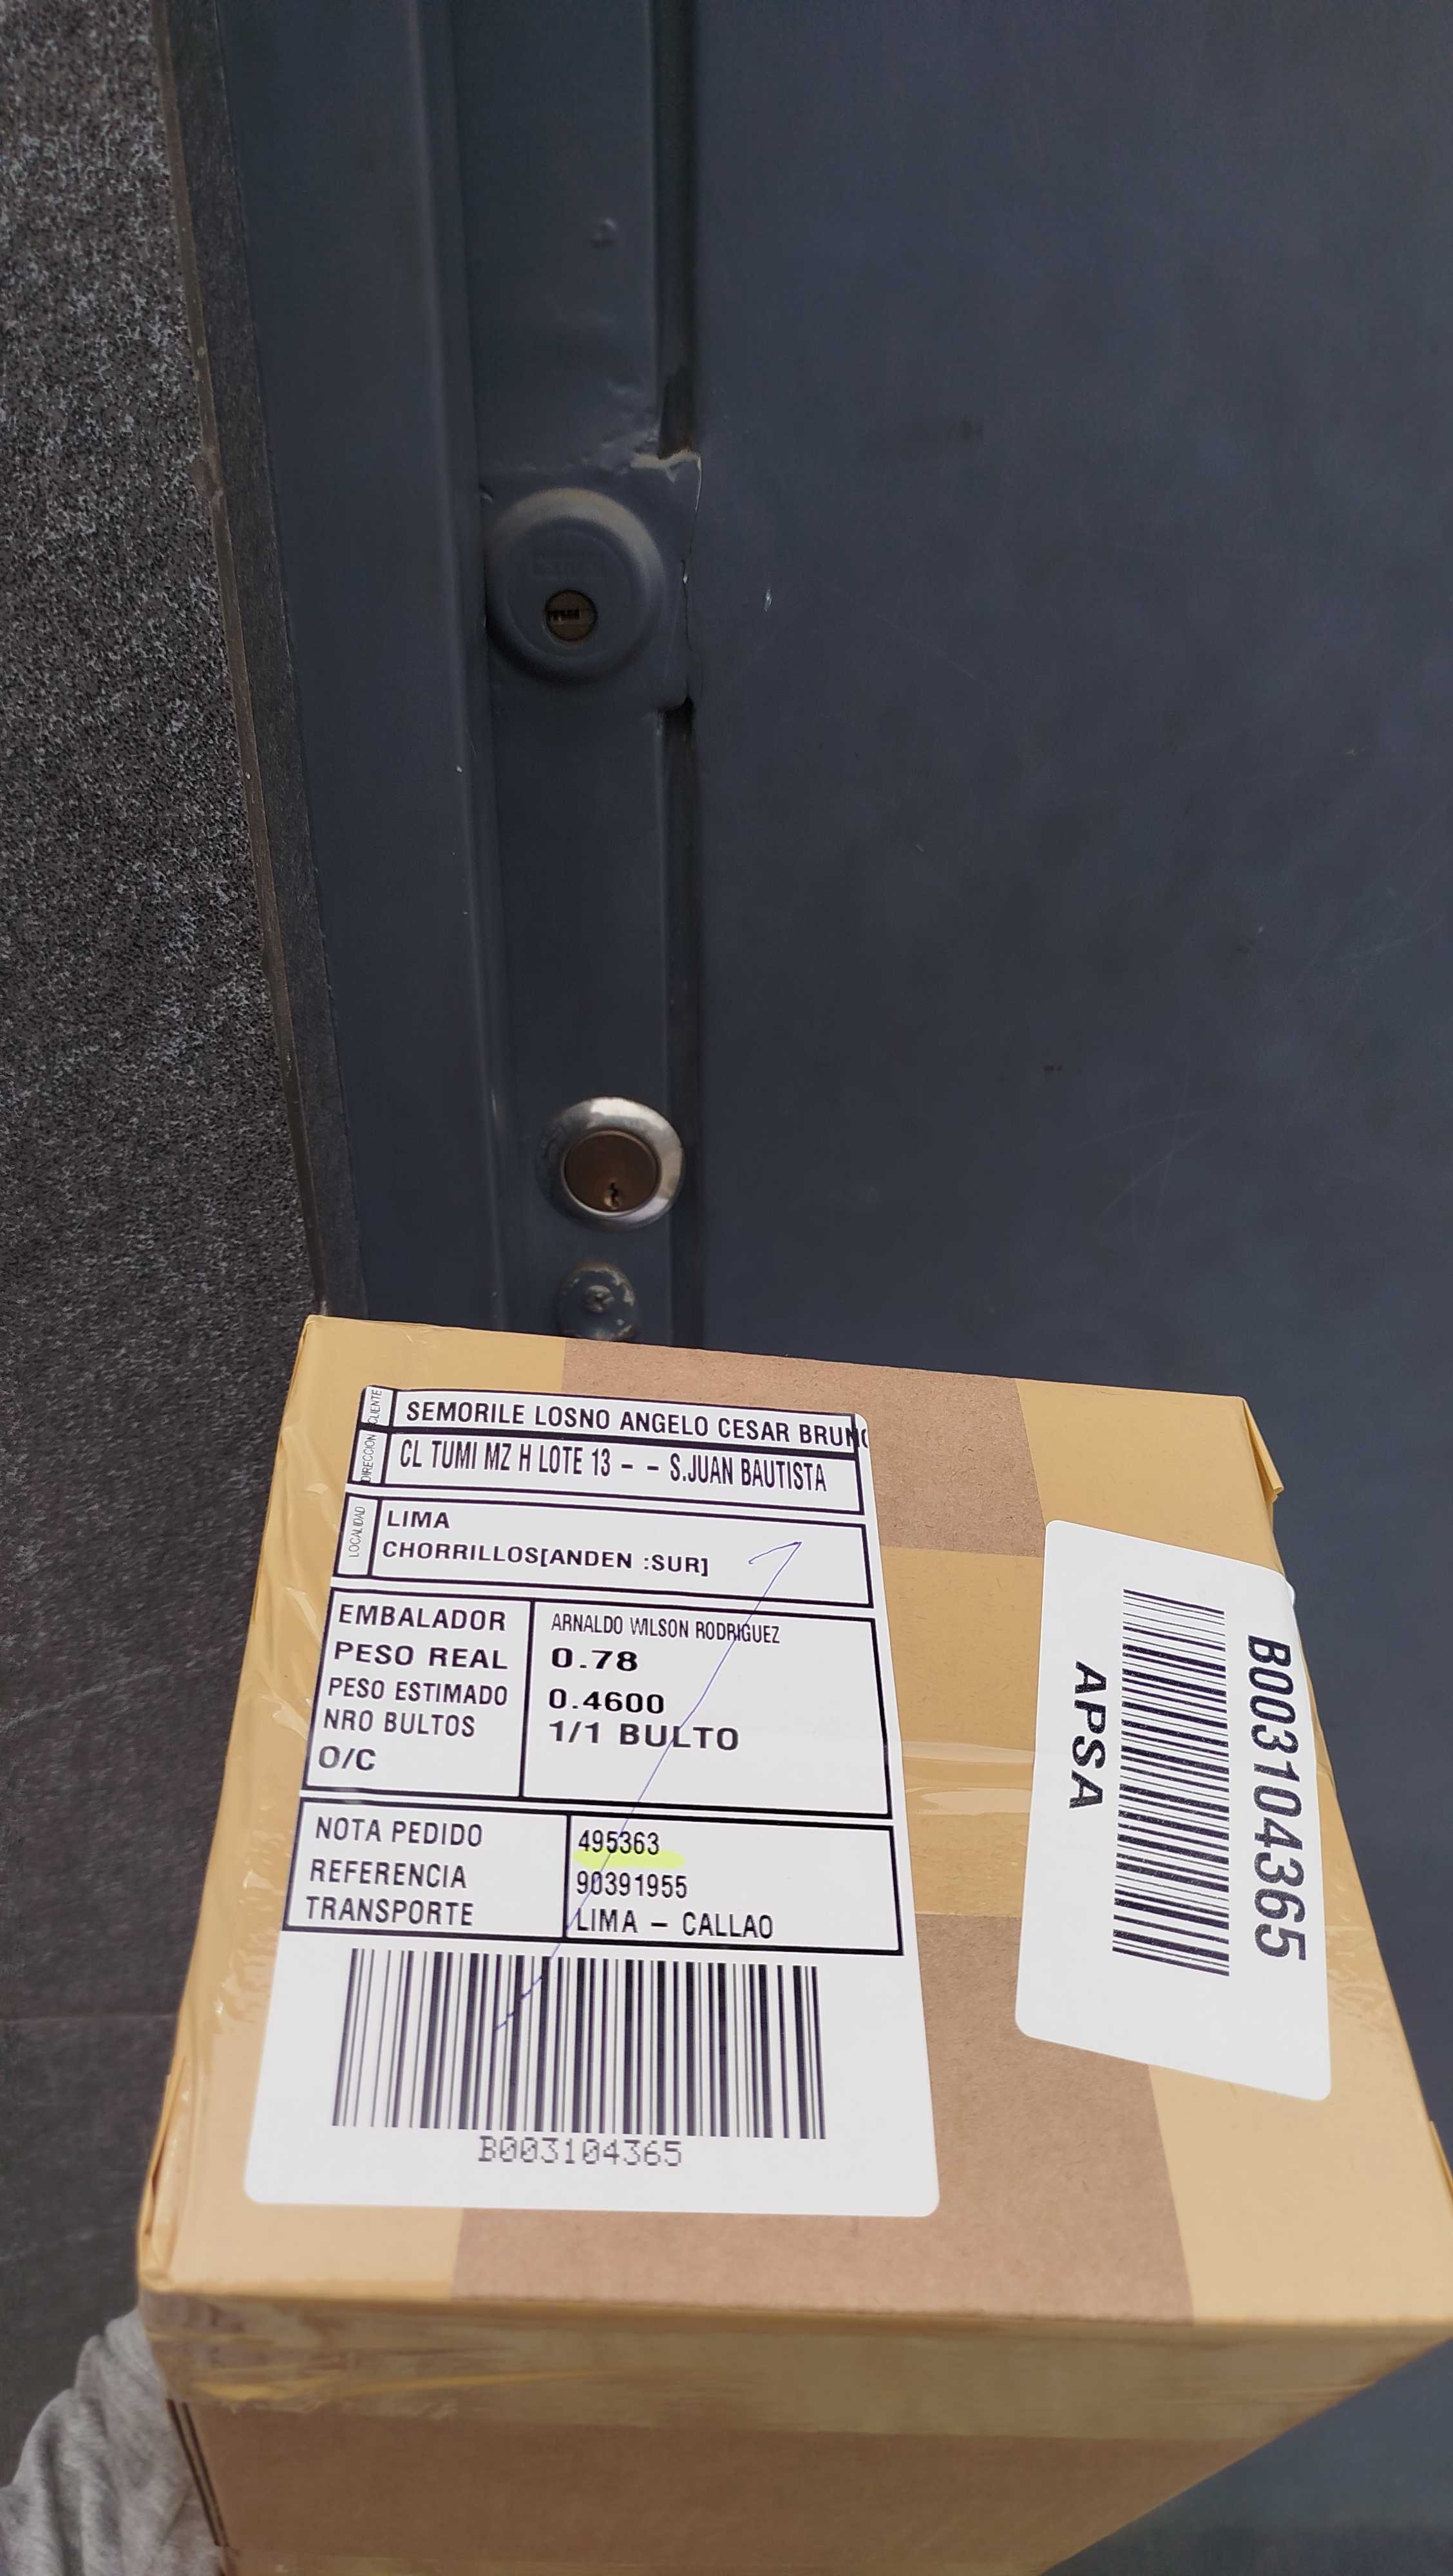 CLIENTE
SEMORILE LOSNO ANGELO CESAR BRUNO
DIRECCION
CL TUMI MZ H LOTE 13 - - S.JUAN BAUTISTA
LOCALIDAD
LIMA
CHORRILLOS[ANDEN :SUR]
EMBALADOR ARNALDO WILSON RODRIGUEZ
PESO REAL 0.78
PESO ESTIMADO 0.4600
NRO BULTOS 1/1 BULTO
O/C
NOTA PEDIDO 495363
REFERENCIA 90391955
TRANSPORTE LIMA - CALLAO
B003104365
B003104365
APSA